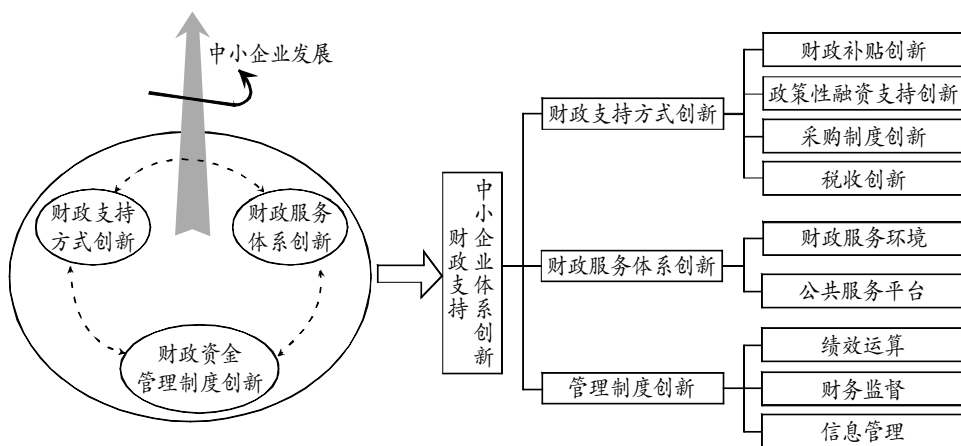 中小企业发展
财政支持
方式创新
财政服务
体系创新
财政资金
管理制度创新
中小企业体系创新
财政支持
财政支持方式创新
财政补贴创新
政策性融资支持创新
采购制度创新
税收创新
财政服务体系创新
财政服务环境
公共服务平台
管理制度创新
绩效运算
财务监督
信息管理